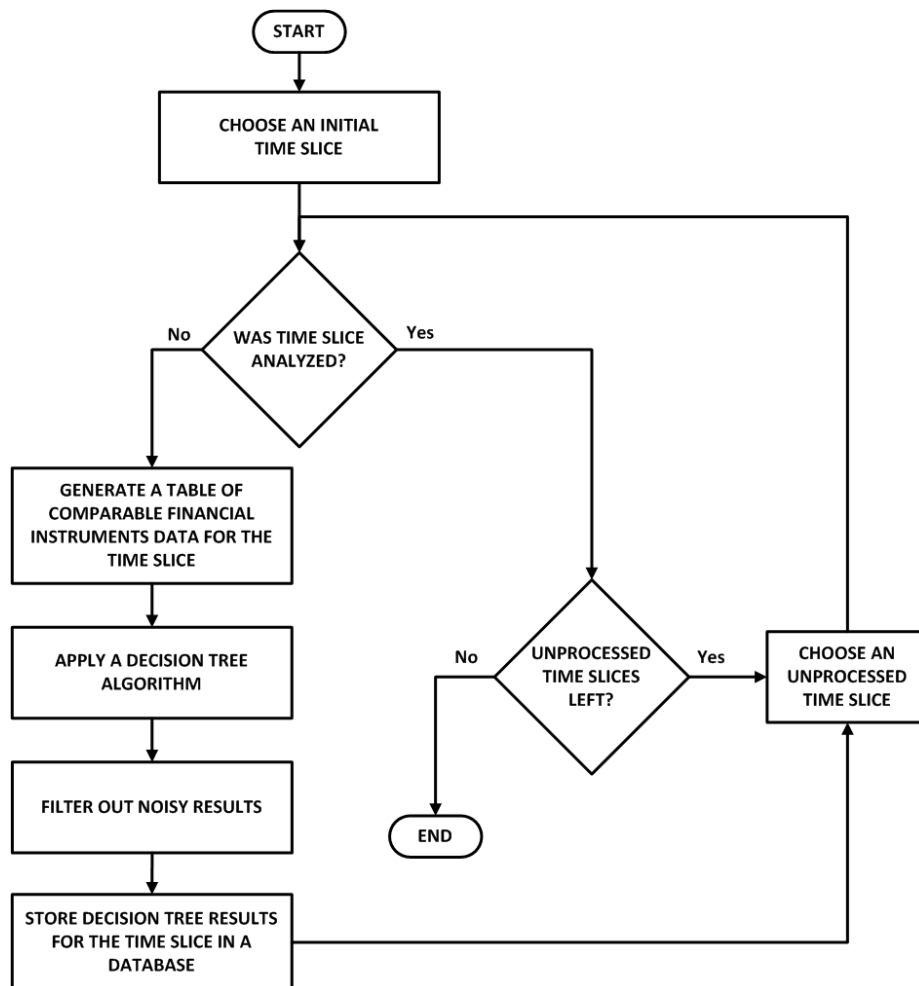 START
CHOOSE AN INITIAL
TIME SLICE
No
WAS TIME SLICE
ANALYZED?
Yes
GENERATE A TABLE OF
COMPARABLE FINANCIAL
INSTRUMENTS DATA FOR THE
TIME SLICE
APPLY A DECISION TREE
ALGORITHM
FILTER OUT NOISY RESULTS
STORE DECISION TREE RESULTS
FOR THE TIME SLICE IN A
DATABASE
No
UNPROCESSED
TIME SLICES
LEFT?
Yes
CHOOSE AN
UNPROCESSED
TIME SLICE
END